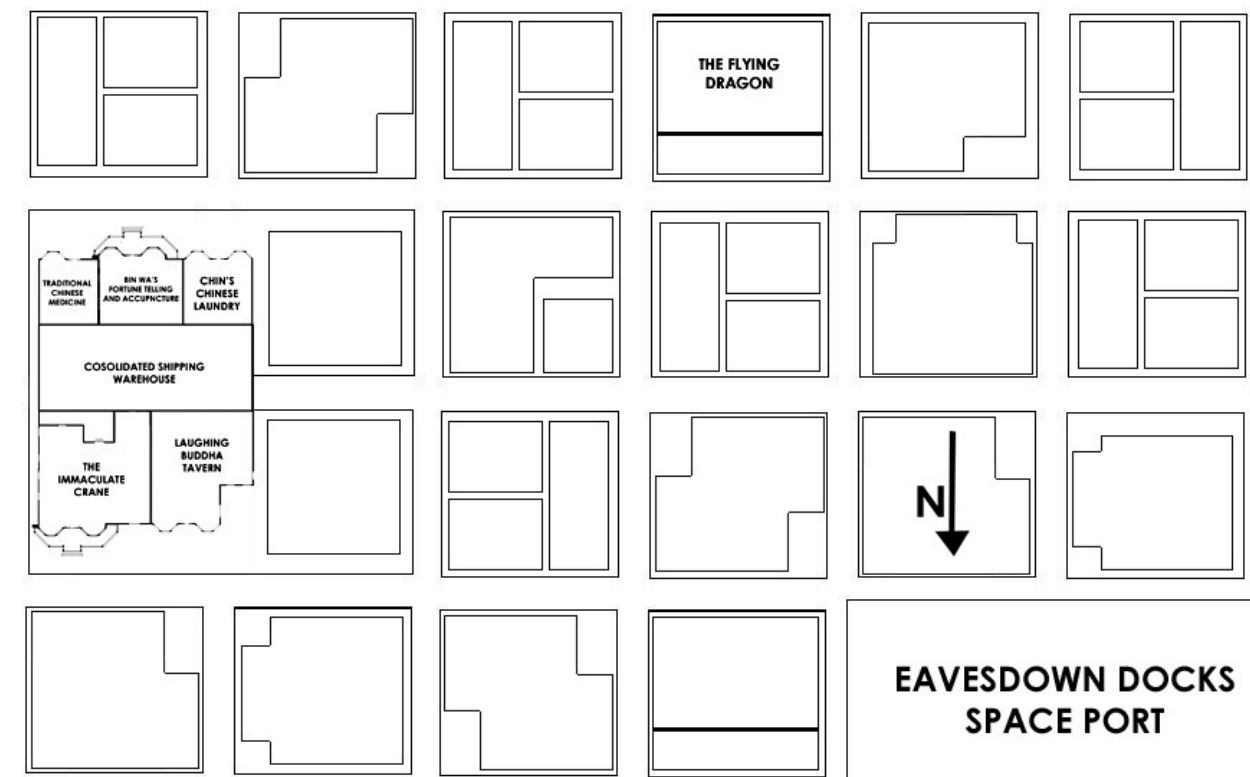 THE FLYING
DRAGON
TRADITIONAL
CHINESE
MEDICINE
BIN WA'S
FORTUNE TELLING
AND ACCUPNCTURE
CHIN'S
CHINESE
LAUNDRY
COSOLIDATED SHIPPING
WAREHOUSE
THE
IMMACULATE
CRANE
LAUGHING
BUDDHA
TAVERN
N
EAVESDOWN DOCKS
SPACE PORT